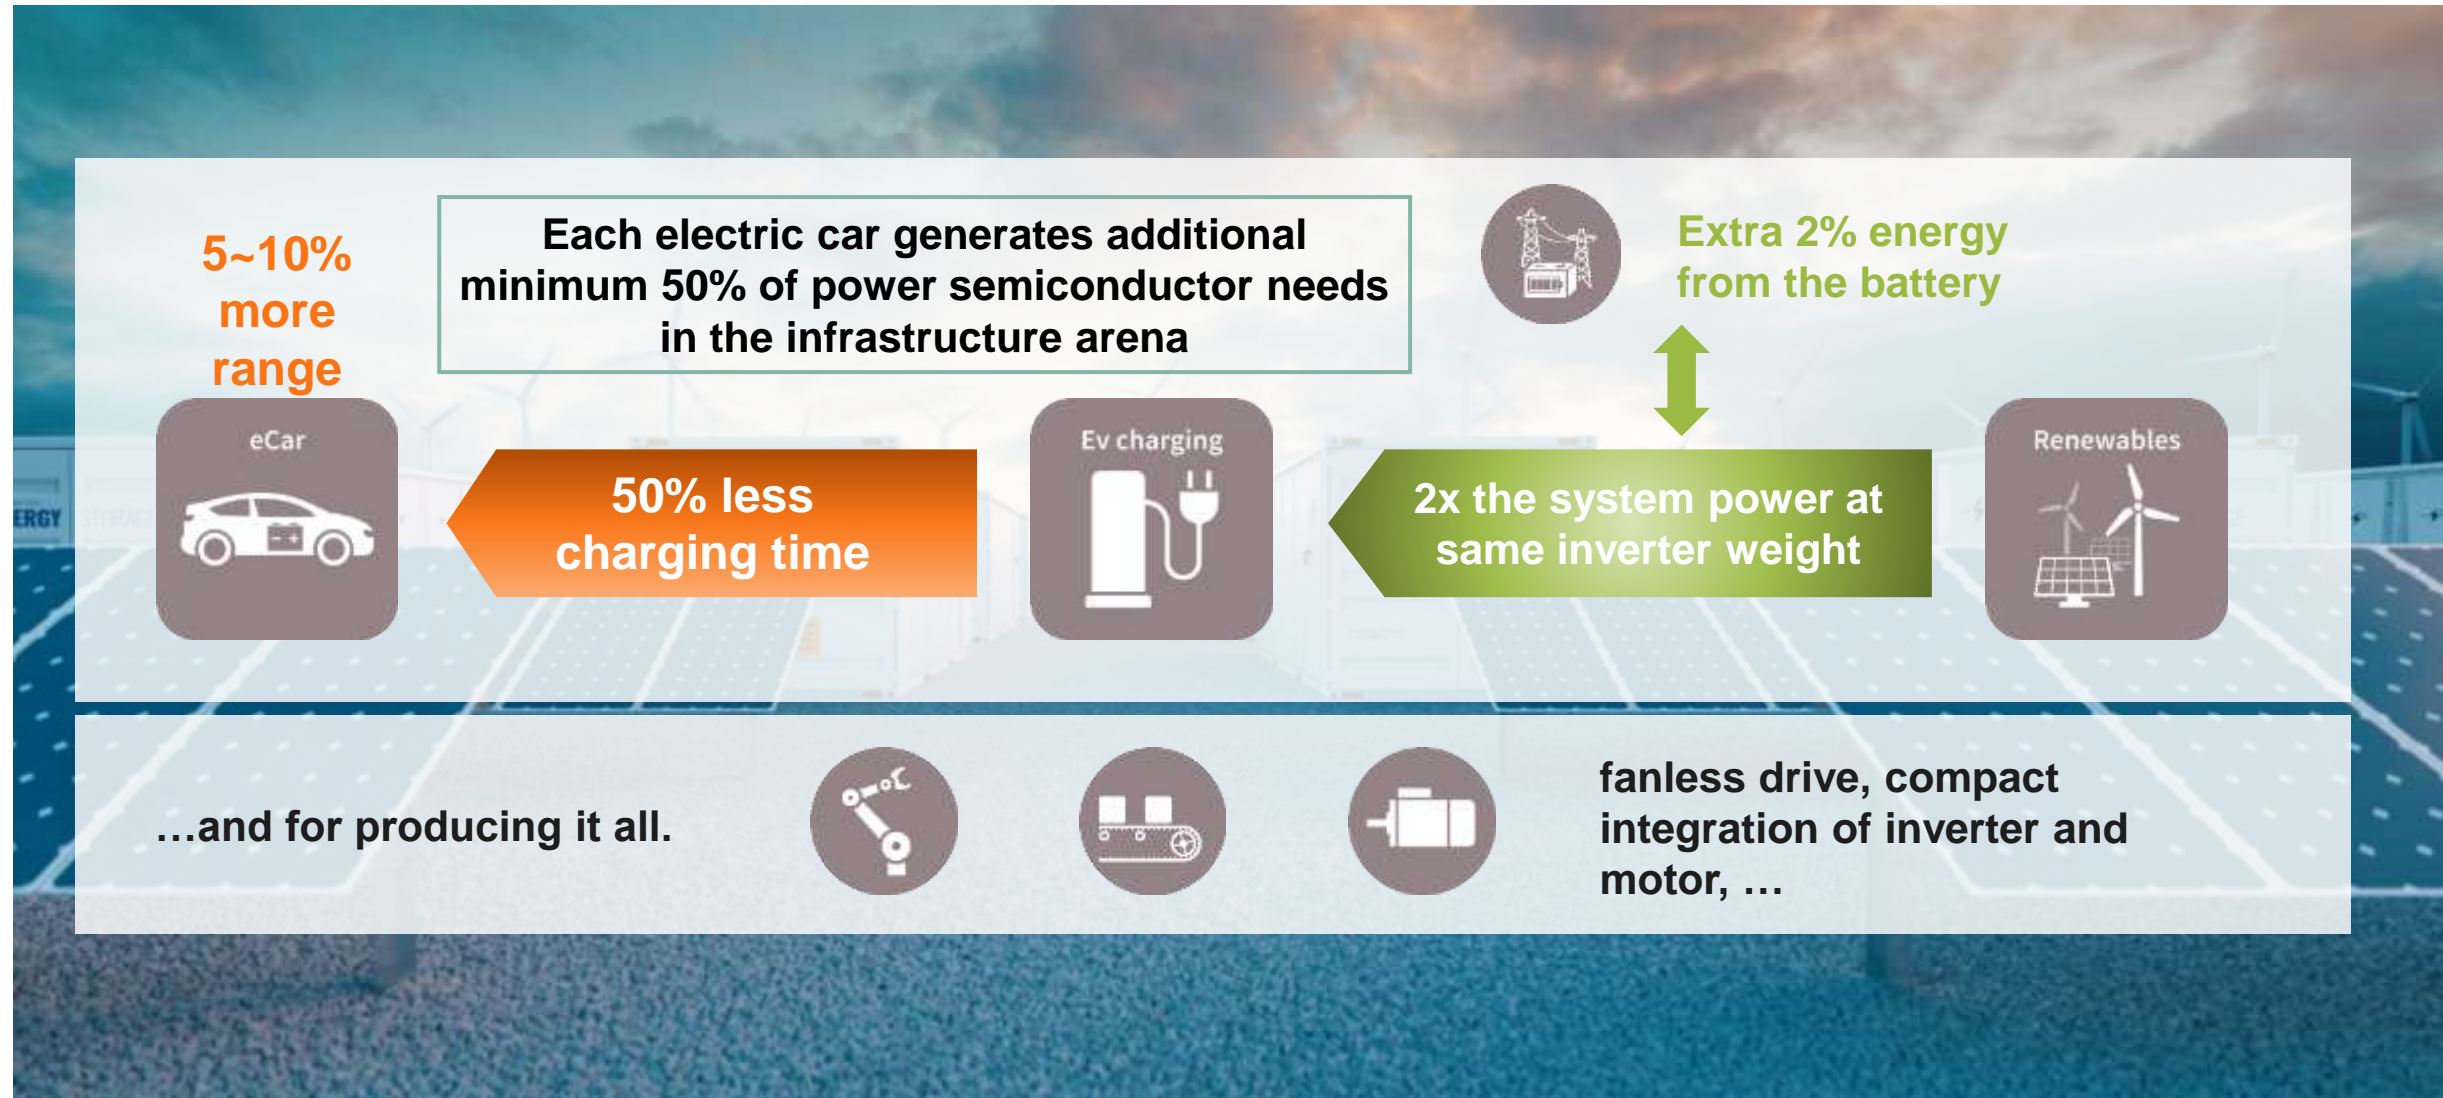 5~10%
more
range
Each electric car generates additional
minimum 50% of power semiconductor needs
in the infrastructure arena
Extra 2% energy
from the battery
eCar
50% less
charging time
Ev charging
2x the system power at
same inverter weight
Renewables
ERGY STORAGE
…and for producing it all.
fanless drive, compact
integration of inverter and
motor, …